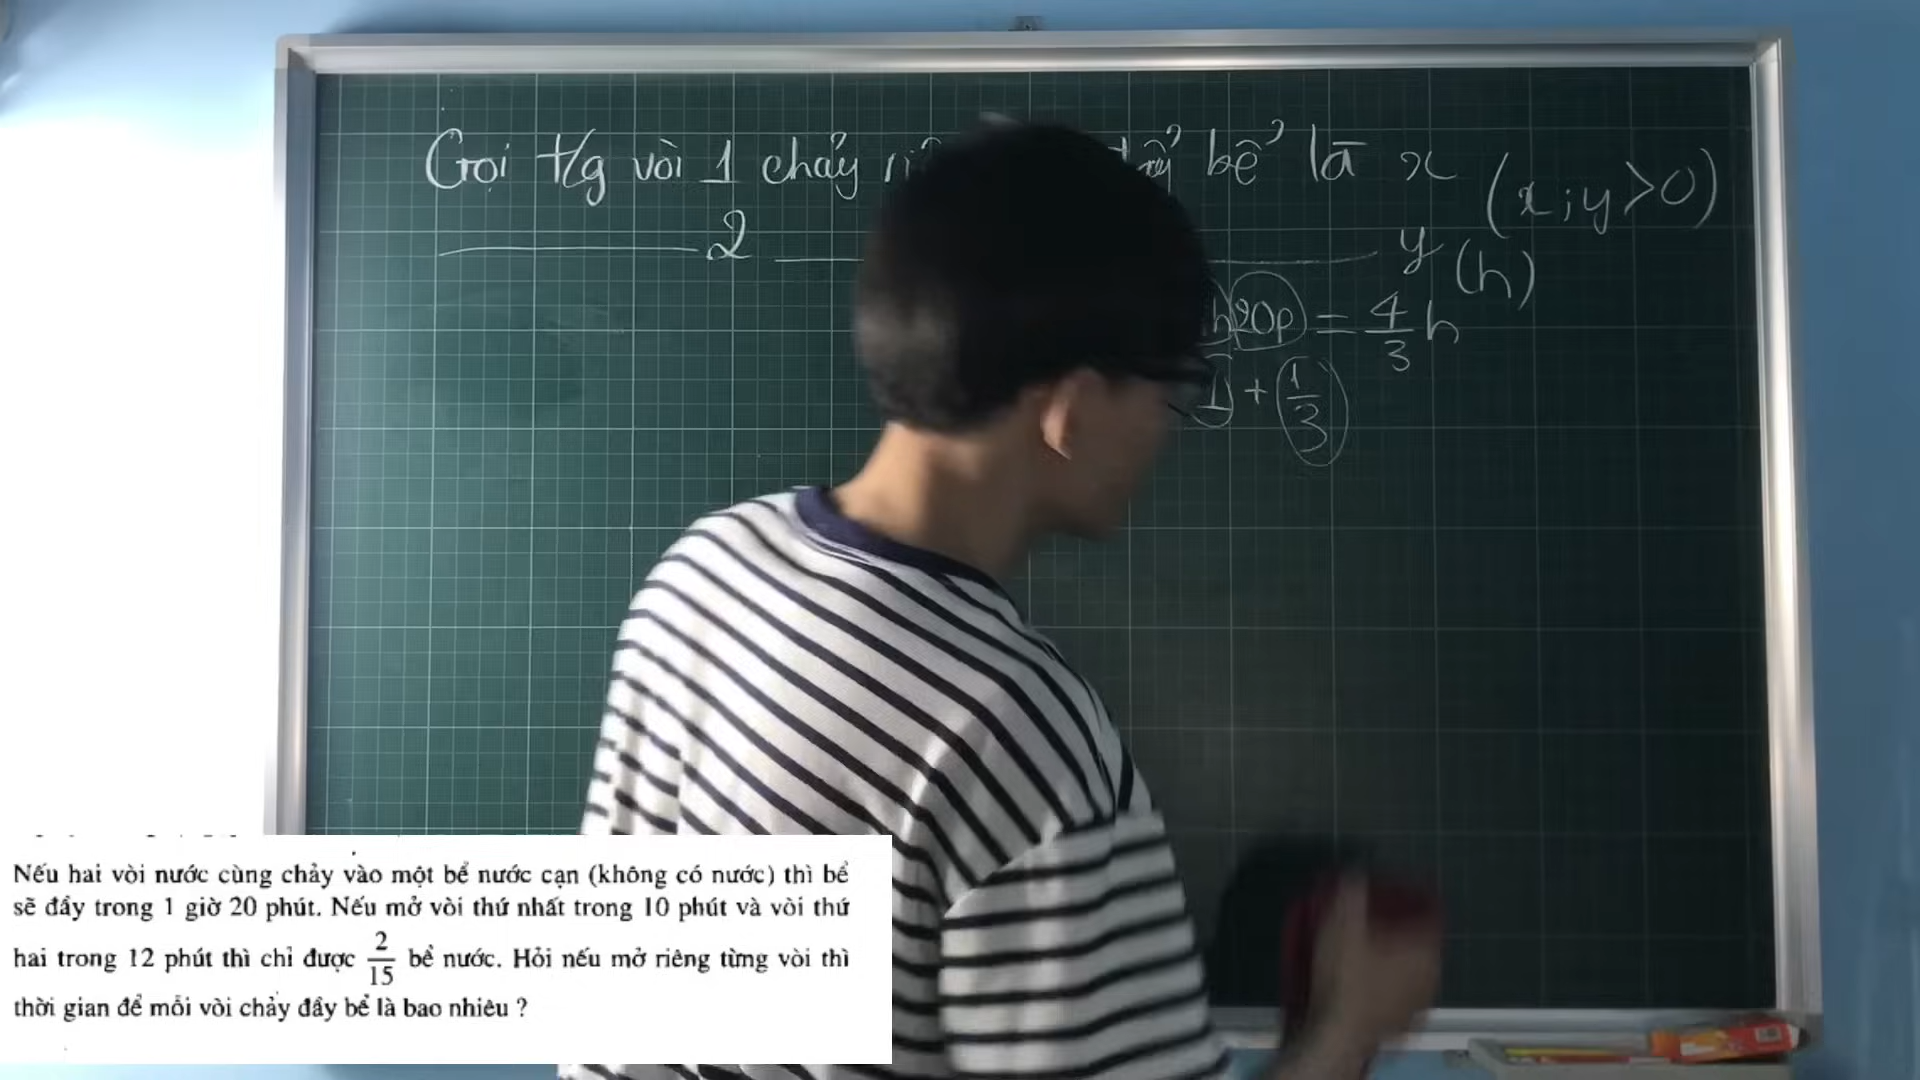 Gọi t/g vòi 1 chảy bể là x (x;y>0)
2 y (h)
20p = 4/3 h
1 + 1/3
Nếu hai vòi nước cùng chảy vào một bể nước cạn (không có nước) thì bể
sẽ đầy trong 1 giờ 20 phút. Nếu mở vòi thứ nhất trong 10 phút và vòi thứ
hai trong 12 phút thì chỉ được 2/15 bể nước. Hỏi nếu mở riêng từng vòi thì
thời gian để mỗi vòi chảy đầy bể là bao nhiêu ?